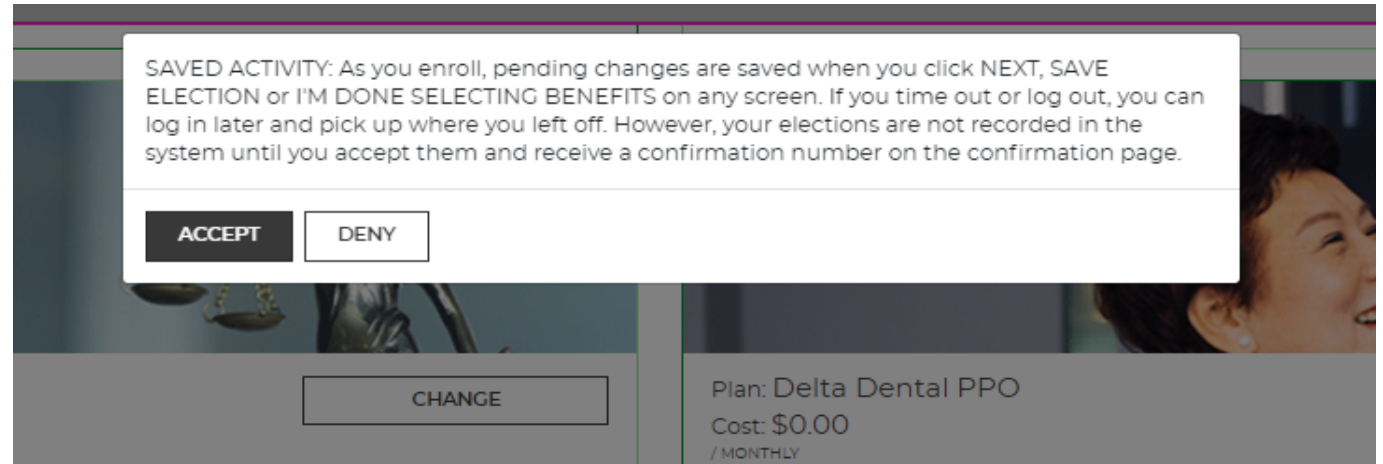 SAVED ACTIVITY: As you enroll, pending changes are saved when you click NEXT, SAVE
ELECTION or I'M DONE SELECTING BENEFITS on any screen. If you time out or log out, you can
log in later and pick up where you left off. However, your elections are not recorded in the
system until you accept them and receive a confirmation number on the confirmation page.
ACCEPT
DENY
CHANGE
Plan: Delta Dental PPO
Cost: $0.00
/ MONTHLY